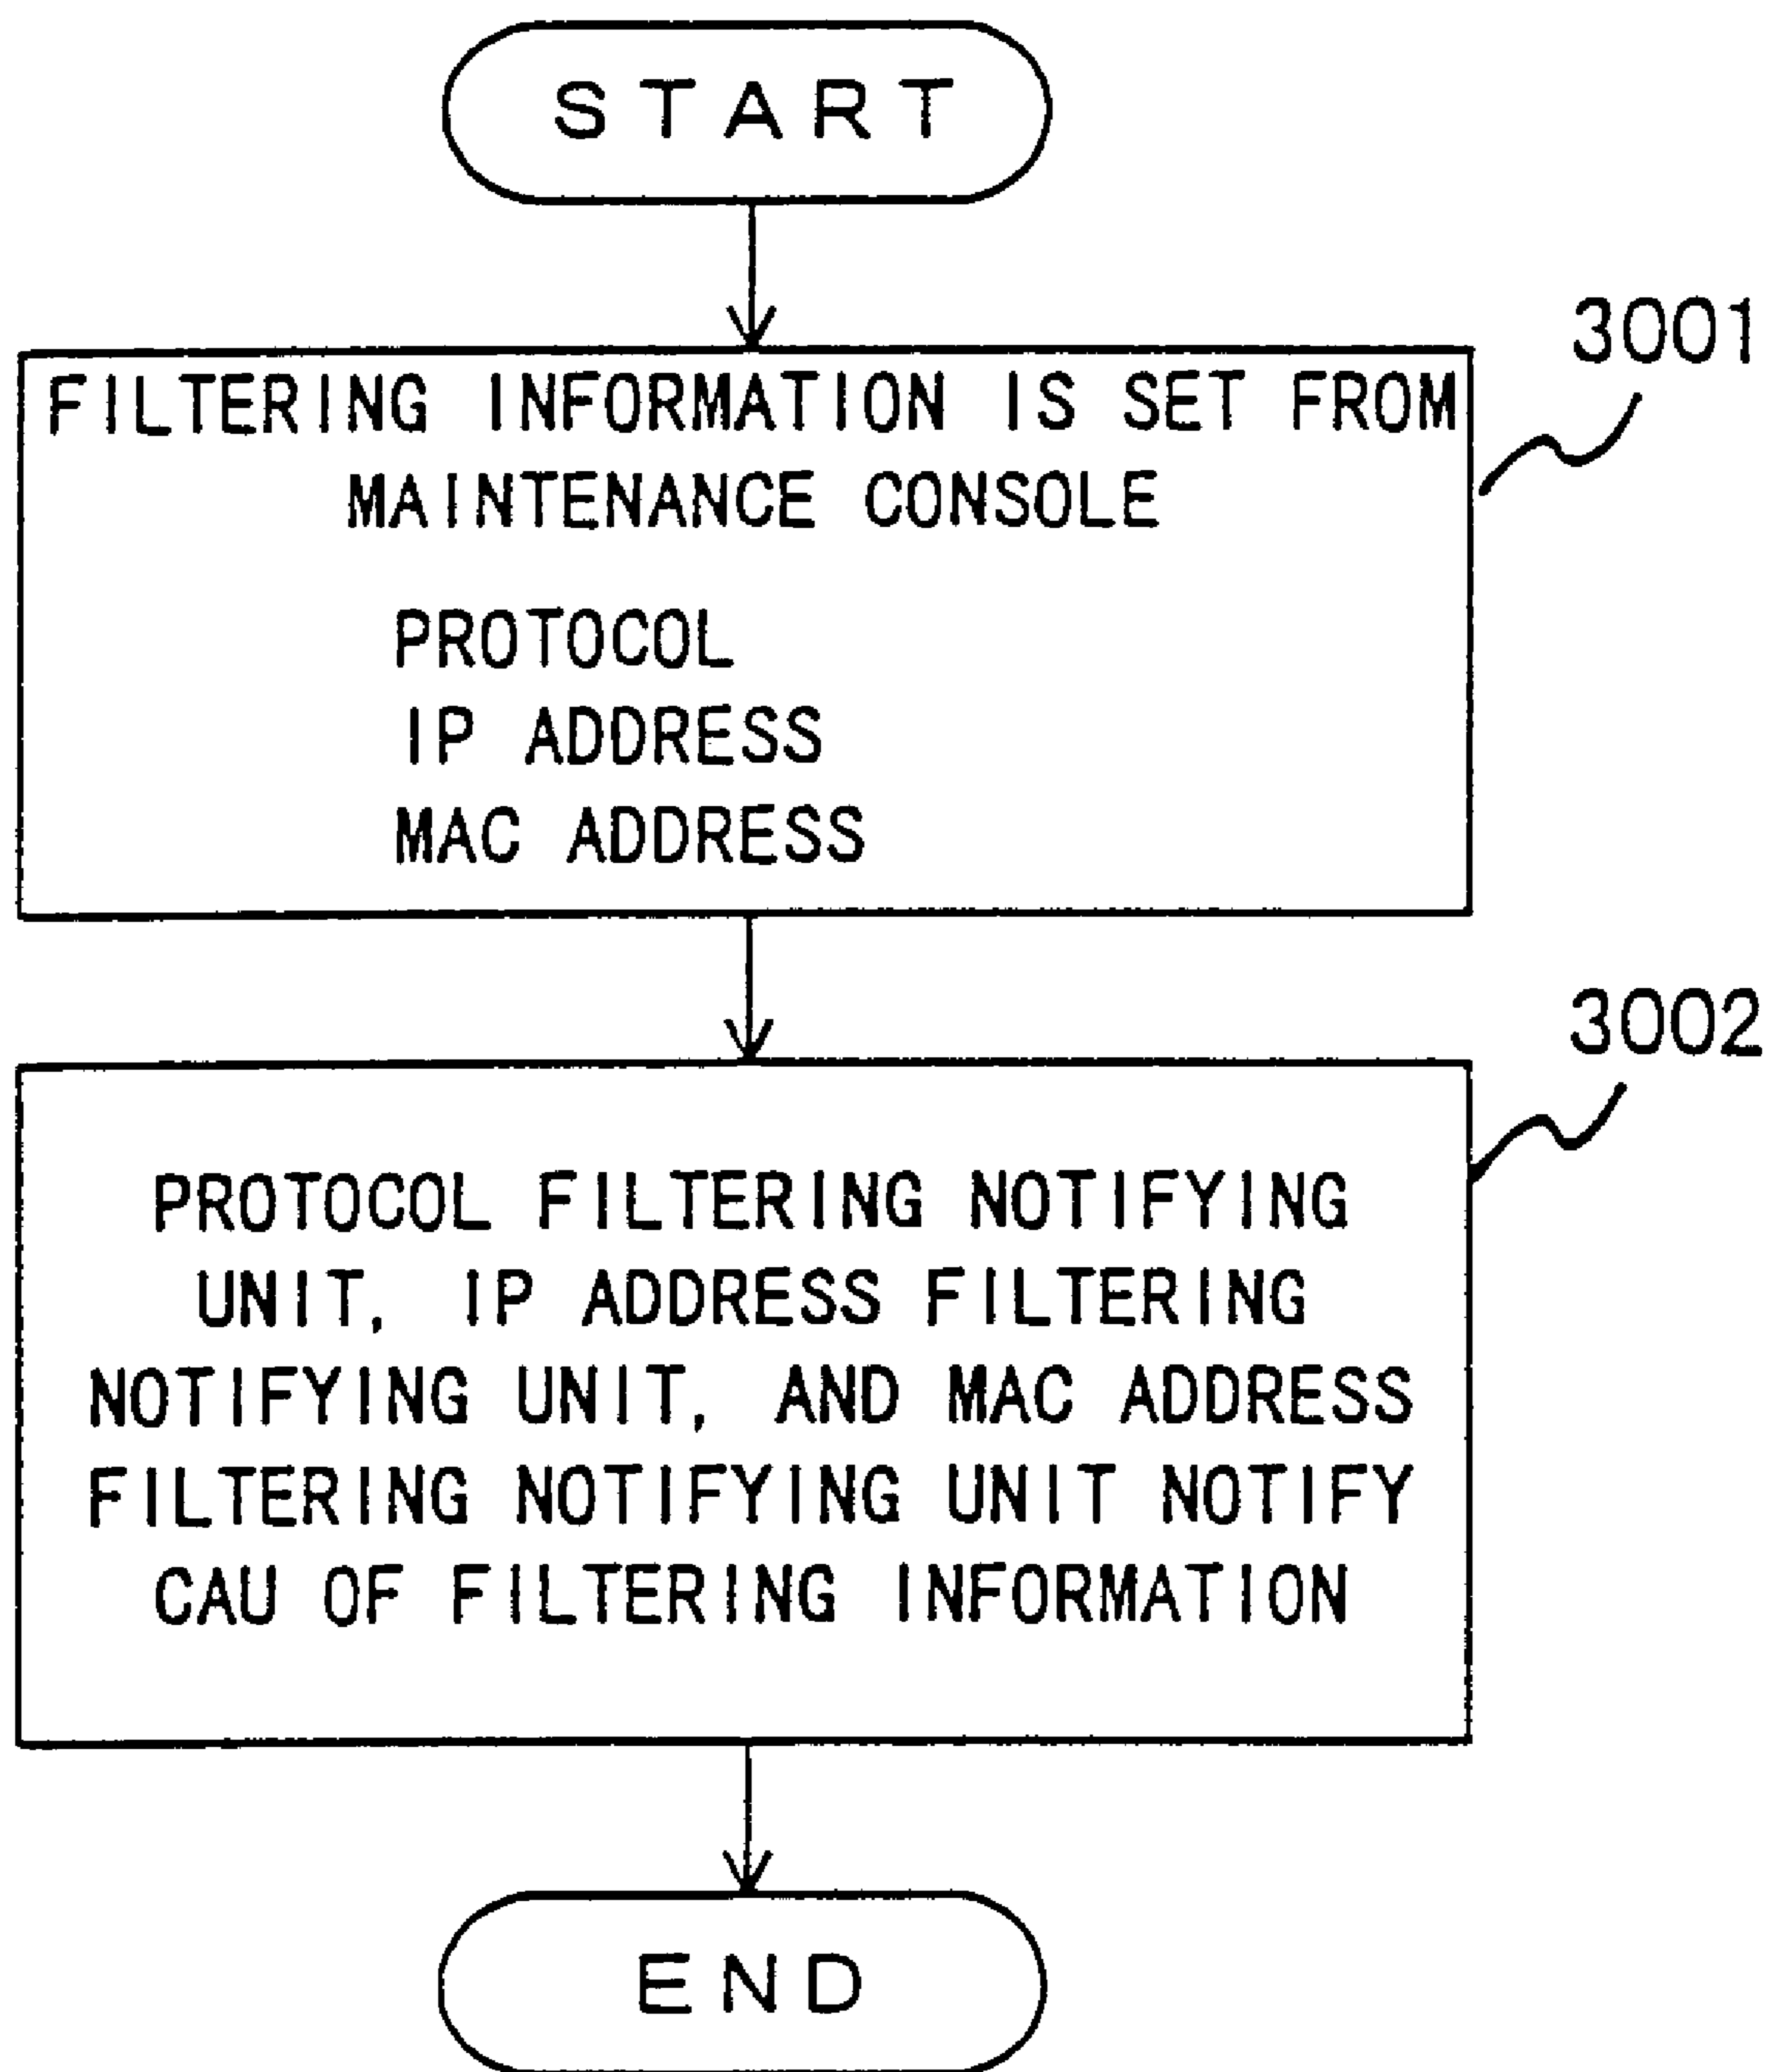 START
3001
FILTERING INFORMATION IS SET FROM
MAINTENANCE CONSOLE
PROTOCOL
IP ADDRESS
MAC ADDRESS
3002
PROTOCOL FILTERING NOTIFYING
UNIT, IP ADDRESS FILTERING
NOTIFYING UNIT, AND MAC ADDRESS
FILTERING NOTIFYING UNIT NOTIFY
CAU OF FILTERING INFORMATION
END